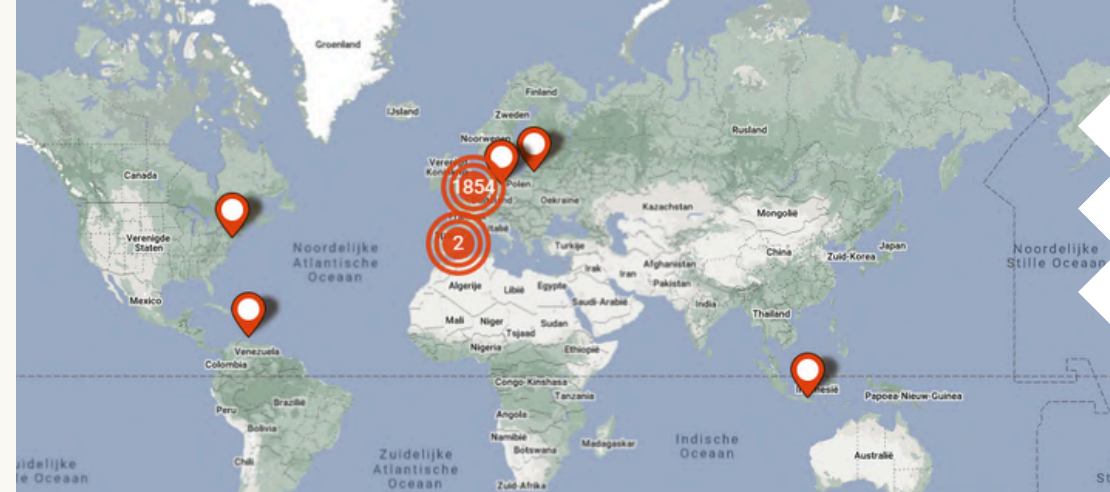 Groenland
Finland
IJsland
Zweden
Rusland
Noorwegen
Canada
1854
Polen
Oekraïne
Kazachstan
Mongolië
Verenigde
Staten
Noordelijke
Atlantische
Oceaan
2
Turkije
China
Japan
Zuid-Korea
Noordelijke
Stille Oceaan
Irak
Iran
Afghanistan
Pakistan
Algerije
Libië
Egypte
Saudi-Arabië
India
Mexico
Mali
Niger
Tsjaad
Sudan
Thailand
Nigeria
Ethiopië
Venezuela
Colombia
Congo-Kinshasa
Tanzania
Papoea-Nieuw-Guinea
Peru
Brazilië
Bolivia
Angola
Namibië
Botswana
Madagaskar
Indische
Oceaan
Zuidelijke
Atlantische
Oceaan
Australië
Chili
Zuid-Afrika
uidelijke
le Oceaan